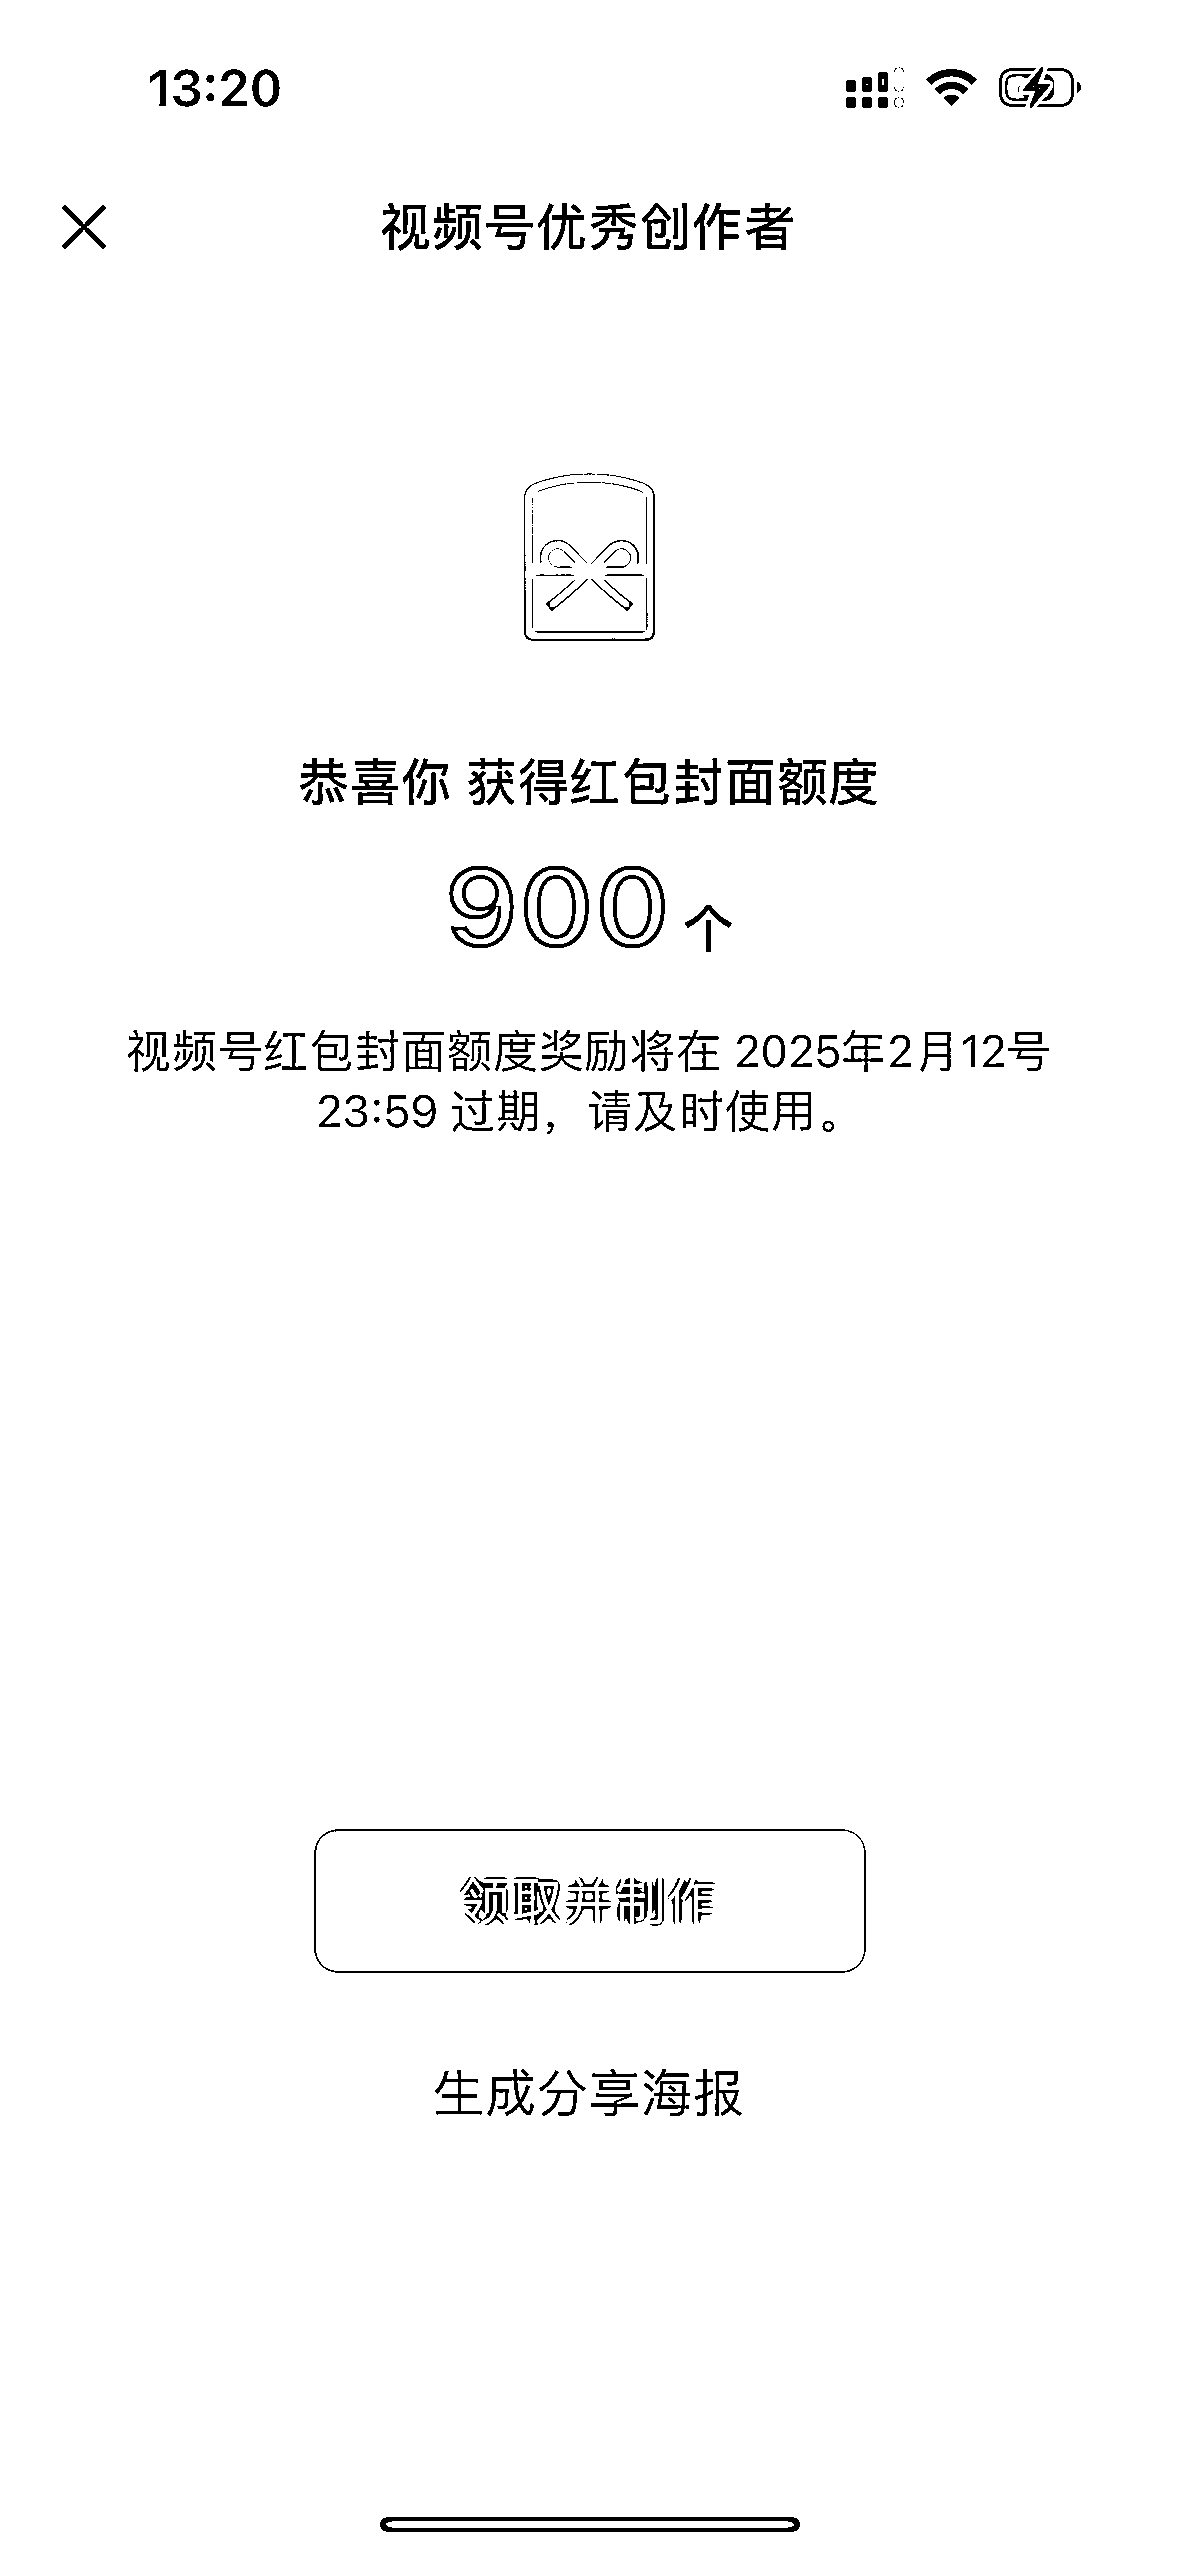 13:20
视频号优秀创作者
恭喜你 获得红包封面额度
900个
视频号红包封面额度奖励将在 2025年2月12号
23:59 过期，请及时使用。
领取并制作
生成分享海报